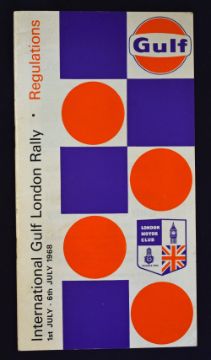 International Gulf London Rally • Regulations
1st JULY - 6th JULY 1968
Gulf
LONDON
MOTOR
CLUB